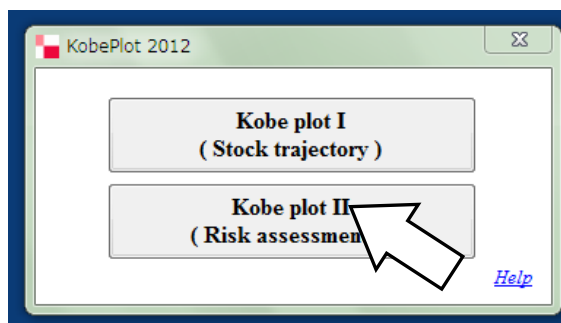 KobePlot 2012
Kobe plot I
( Stock trajectory )
Kobe plot II
( Risk assessmen
Help